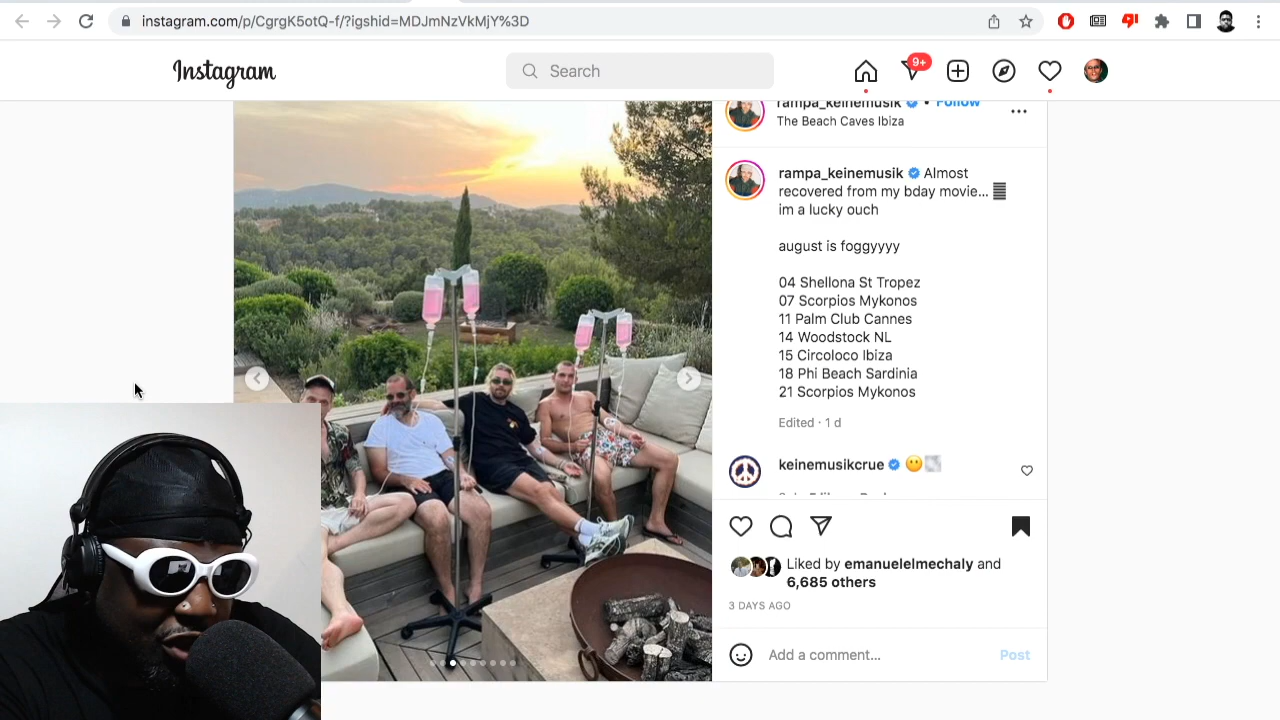 instagram.com/p/CgrgK5otQ-f/?igshid=MDJmNzVkMjY%3D
Instagram
Search
9+
rampa_keinemusik • Follow
The Beach Caves Ibiza
rampa_keinemusik Almost
recovered from my bday movie...
im a lucky ouch
august is foggyyyy
04 Shellona St Tropez
07 Scorpios Mykonos
11 Palm Club Cannes
14 Woodstock NL
15 Circoloco Ibiza
18 Phi Beach Sardinia
21 Scorpios Mykonos
Edited · 1 d
keinemusikcrue 😶
Liked by emanuelelmechaly and
6,685 others
3 DAYS AGO
Add a comment...
Post